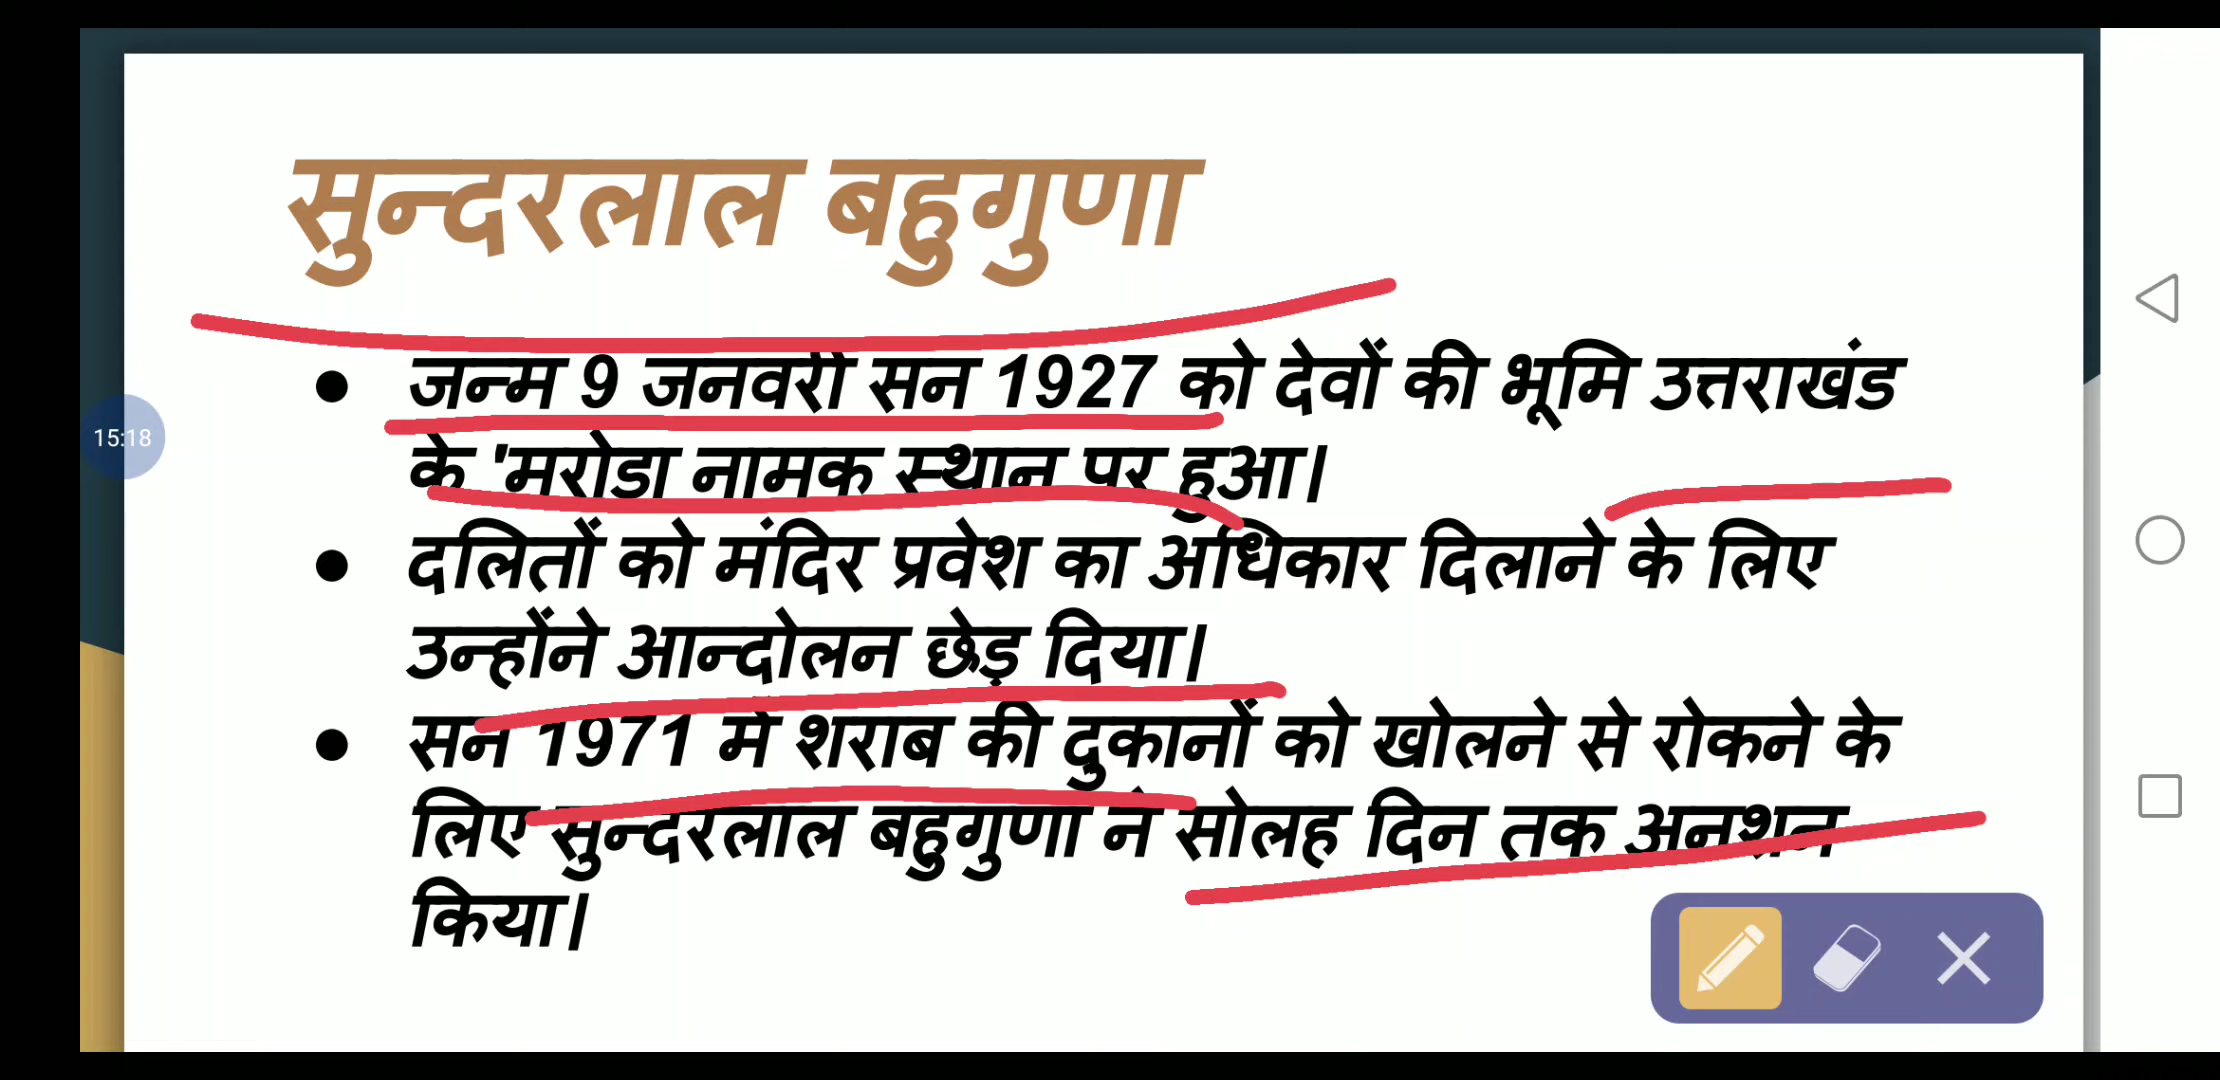 सुन्दरलाल बहुगुणा
● जन्म 9 जनवरी सन 1927 को देवों की भूमि उत्तराखंड
के 'मरोडा नामक स्थान पर हुआ।
● दलितों को मंदिर प्रवेश का अधिकार दिलाने के लिए
उन्होंने आन्दोलन छेड़ दिया।
● सन 1971 में शराब की दुकानों को खोलने से रोकने के
लिए सुन्दरलाल बहुगुणा ने सोलह दिन तक अनशन
किया।
15:18